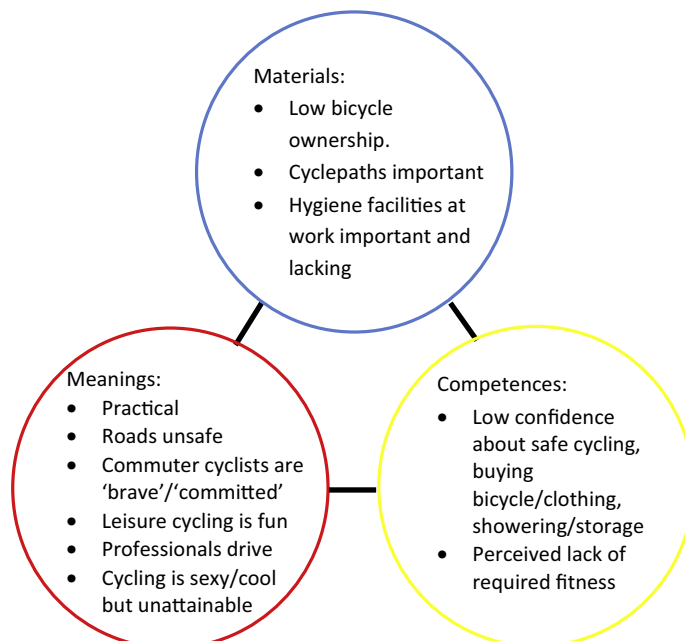 Materials:
• Low bicycle
ownership.
• Cyclepaths important
• Hygiene facilities at
work important and
lacking
Meanings:
• Practical
• Roads unsafe
• Commuter cyclists are
‘brave’/‘committed’
• Leisure cycling is fun
• Professionals drive
• Cycling is sexy/cool
but unattainable
Competences:
• Low confidence
about safe cycling,
buying
bicycle/clothing,
showering/storage
• Perceived lack of
required fitness